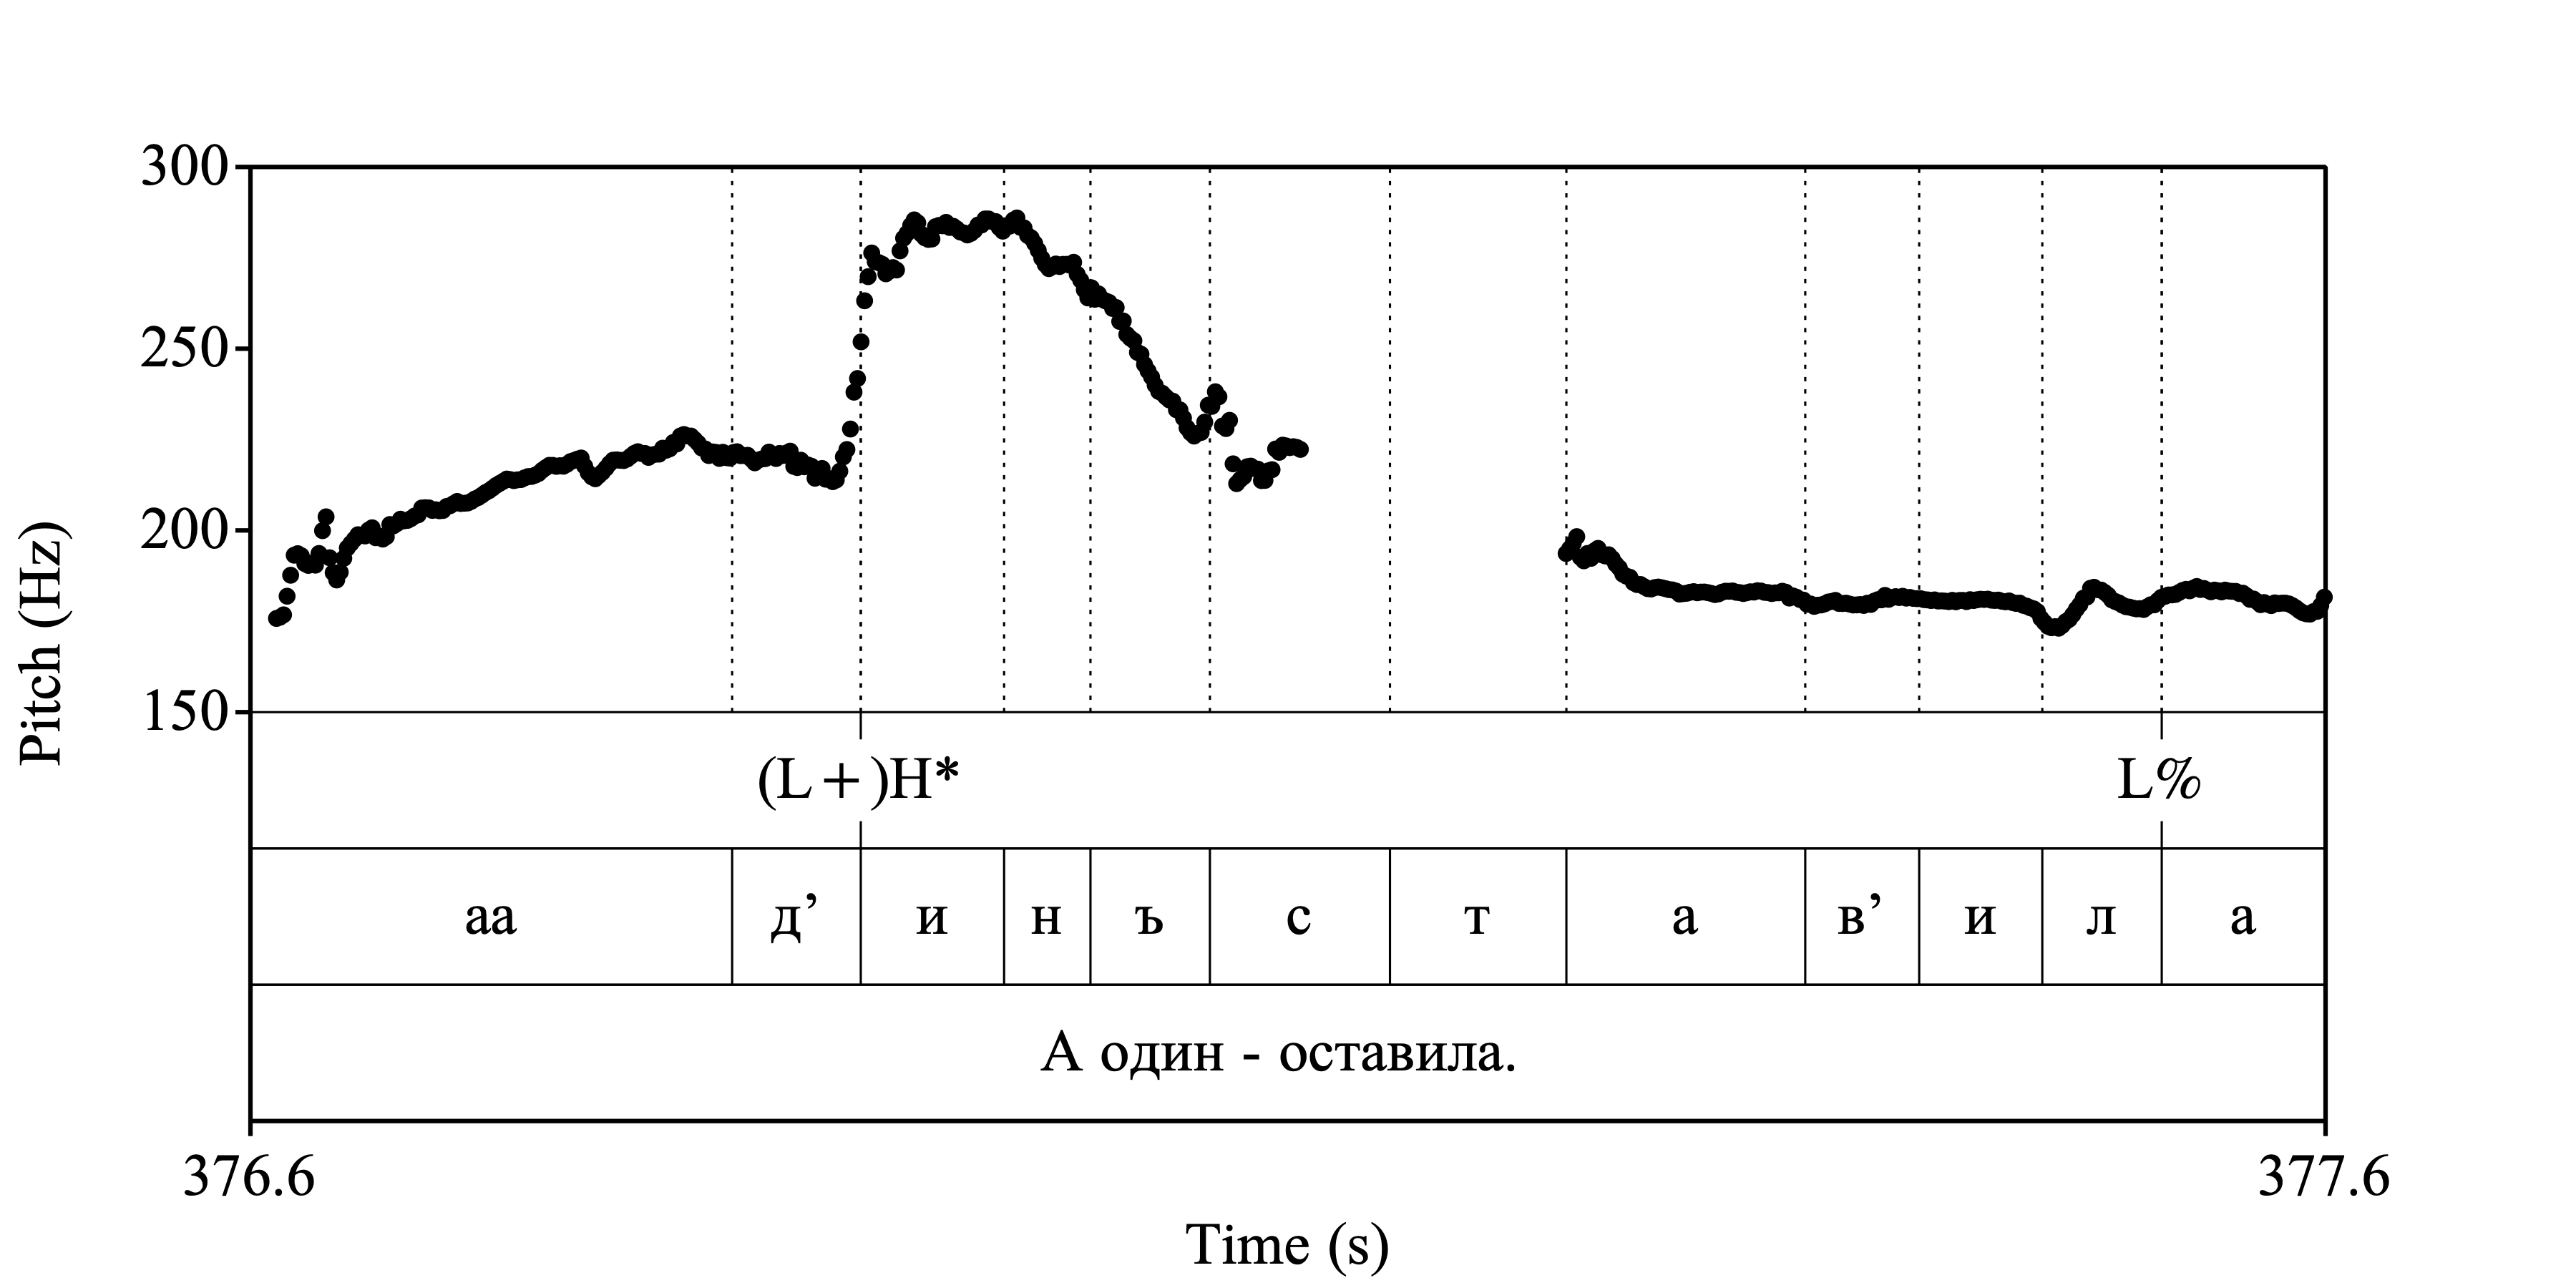 300
250
200
150
Pitch (Hz)
(L+)H* L%
аа д’ и н ъ с т а в’ и л а
А один - оставила.
376.6 377.6
Time (s)